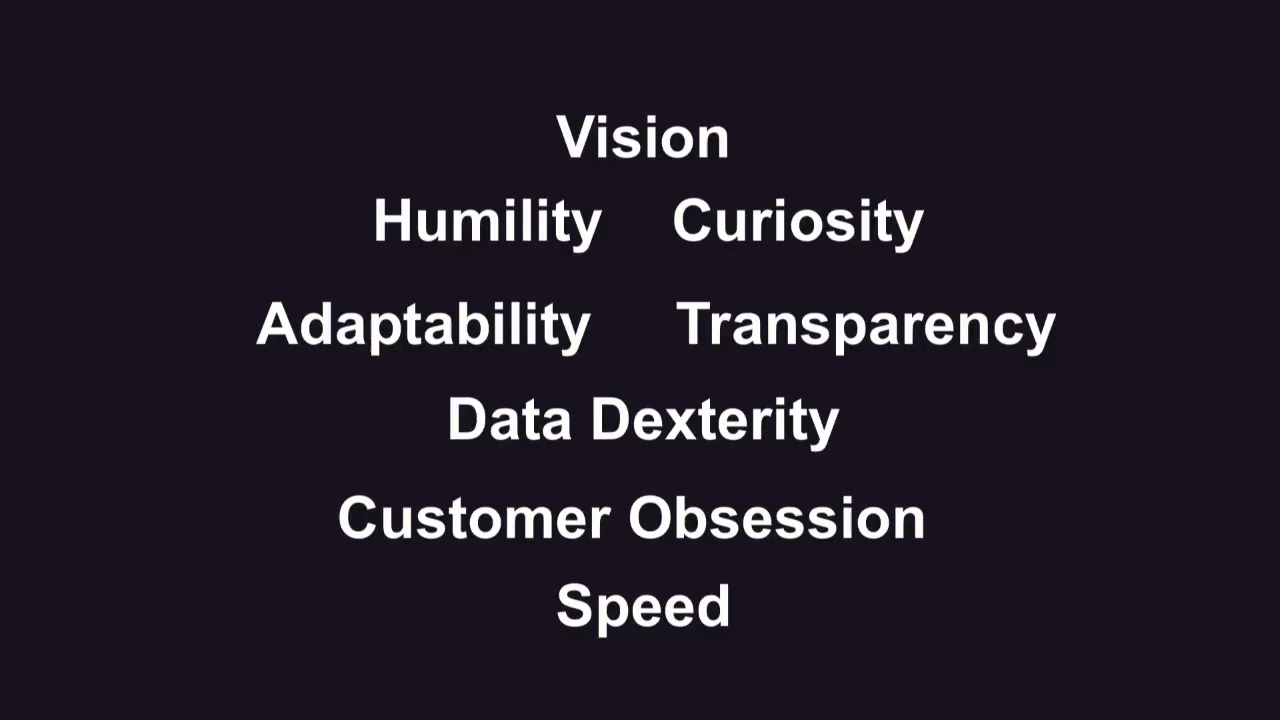 Vision
Humility Curiosity
Adaptability Transparency
Data Dexterity
Customer Obsession
Speed